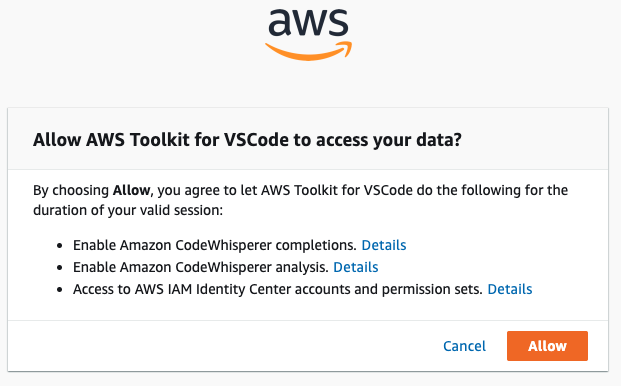 aws
Allow AWS Toolkit for VSCode to access your data?
By choosing Allow, you agree to let AWS Toolkit for VSCode do the following for the
duration of your valid session:
• Enable Amazon CodeWhisperer completions. Details
• Enable Amazon CodeWhisperer analysis. Details
• Access to AWS IAM Identity Center accounts and permission sets. Details
Cancel Allow